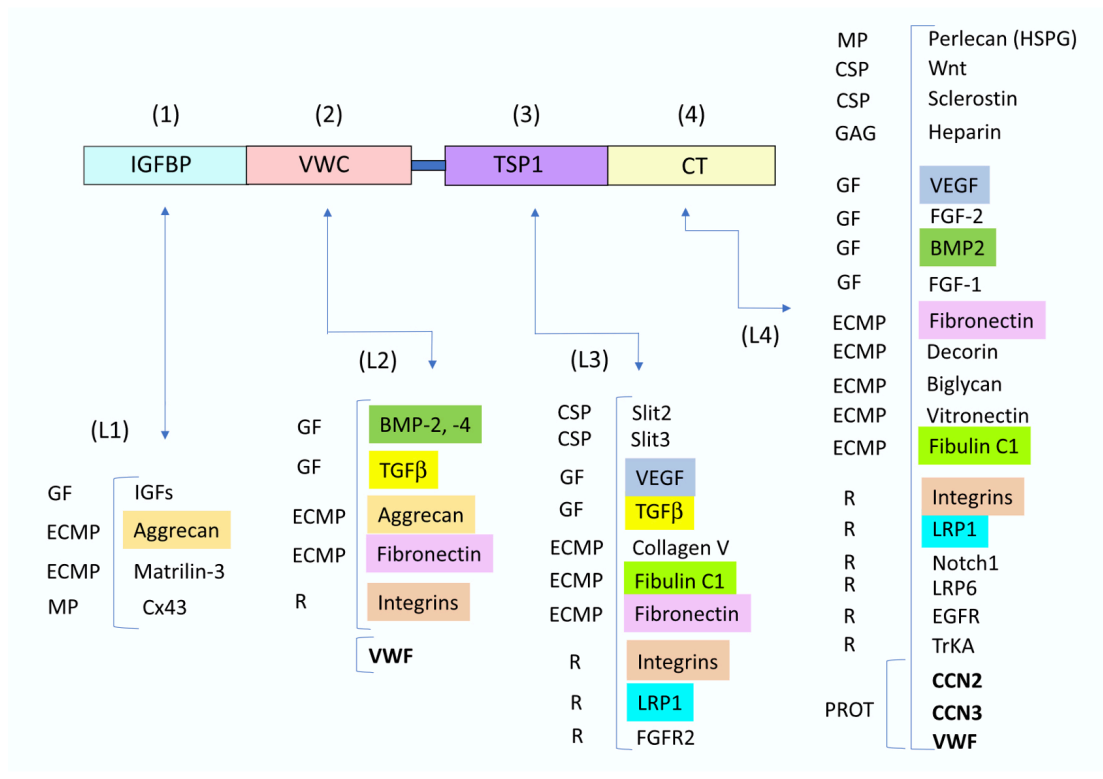 (1) (2) (3) (4)
IGFBP VWC TSP1 CT
(L1)
GF IGFs
ECMP Aggrecan
ECMP Matrilin-3
MP Cx43
(L2)
GF BMP-2, -4
GF TGFβ
ECMP Aggrecan
ECMP Fibronectin
R Integrins
VWF
(L3)
CSP Slit2
CSP Slit3
GF VEGF
GF TGFβ
ECMP Collagen V
ECMP Fibulin C1
ECMP Fibronectin
R Integrins
R LRP1
R FGFR2
(L4)
MP Perlecan (HSPG)
CSP Wnt
CSP Sclerostin
GAG Heparin
GF VEGF
GF FGF-2
GF BMP2
GF FGF-1
ECMP Fibronectin
ECMP Decorin
ECMP Biglycan
ECMP Vitronectin
ECMP Fibulin C1
R Integrins
R LRP1
R Notch1
R LRP6
R EGFR
R TrKA
CCN2
PROT CCN3
VWF